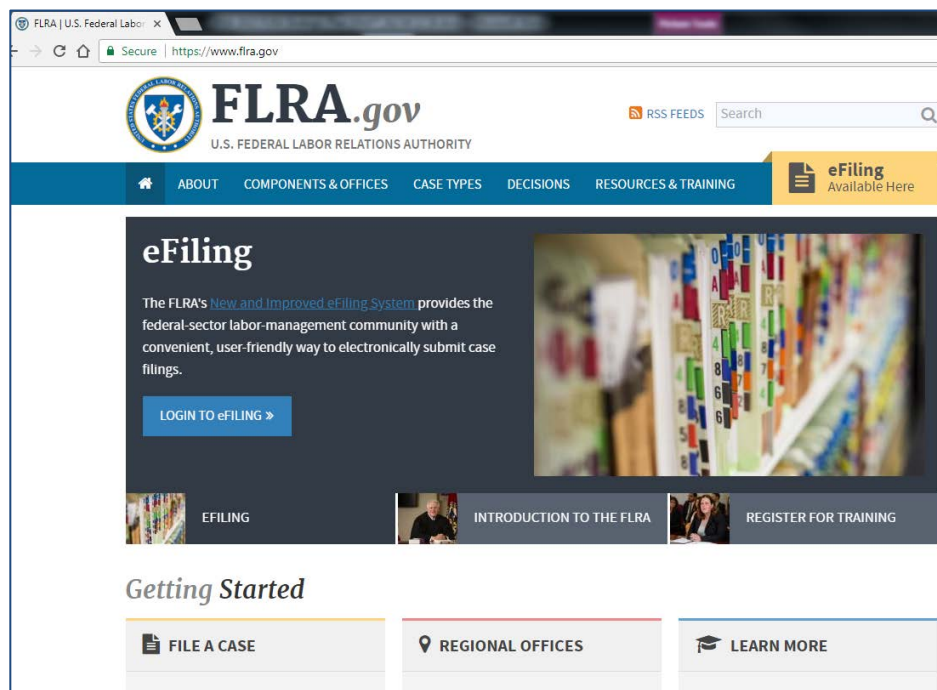 FLRA | U.S. Federal Labor
Secure | https://www.flra.gov
FLRA.gov
U.S. FEDERAL LABOR RELATIONS AUTHORITY
RSS FEEDS
Search
ABOUT
COMPONENTS & OFFICES
CASE TYPES
DECISIONS
RESOURCES & TRAINING
eFiling
Available Here
eFiling
The FLRA's New and Improved eFiling System provides the
federal-sector labor-management community with a
convenient, user-friendly way to electronically submit case
filings.
LOGIN TO eFILING »
EFILING
INTRODUCTION TO THE FLRA
REGISTER FOR TRAINING
Getting Started
FILE A CASE
REGIONAL OFFICES
LEARN MORE